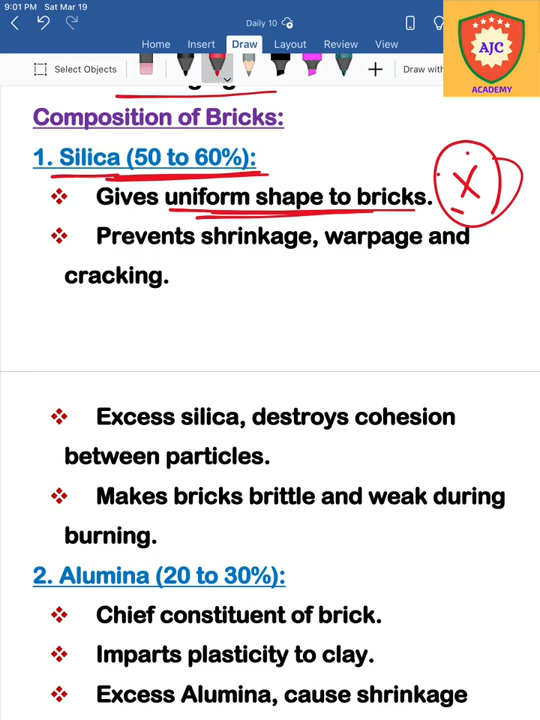 9:01 PM Sat Mar 19
Daily 10
Home Insert Draw Layout Review View
Select Objects
Draw with
AJC
ACADEMY
Composition of Bricks:
1. Silica (50 to 60%):
❖ Gives uniform shape to bricks.
X
❖ Prevents shrinkage, warpage and
cracking.
❖ Excess silica, destroys cohesion
between particles.
❖ Makes bricks brittle and weak during
burning.
2. Alumina (20 to 30%):
❖ Chief constituent of brick.
❖ Imparts plasticity to clay.
❖ Excess Alumina, cause shrinkage